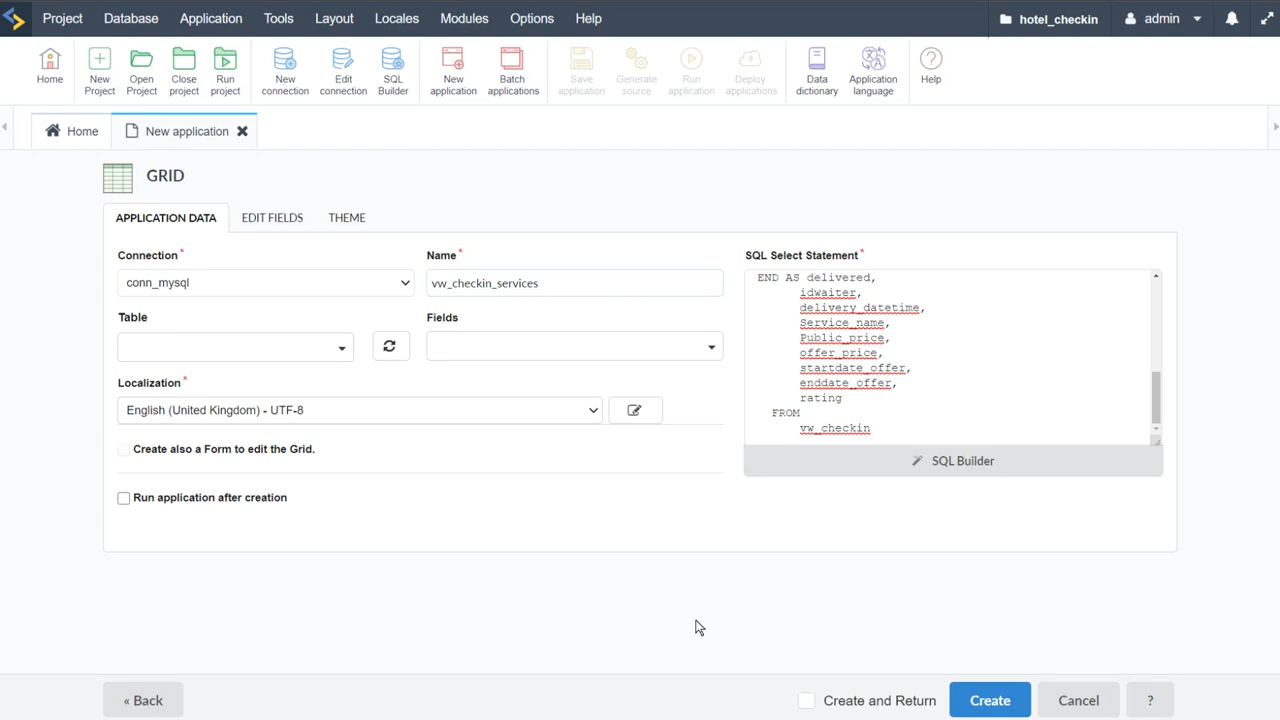 Project Database Application Tools Layout Locales Modules Options Help hotel_checkin admin
Home New Project Open Project Close project Run project New connection Edit connection SQL Builder New application Batch applications Save application Generate source Run application Deploy applications Data dictionary Application language Help
Home New application
GRID
APPLICATION DATA EDIT FIELDS THEME
Connection * Name * SQL Select Statement *
conn_mysql vw_checkin_services
Table Fields
Localization *
English (United Kingdom) - UTF-8
Create also a Form to edit the Grid.
Run application after creation
END AS delivered,
idwaiter,
delivery_datetime,
Service_name,
Public_price,
offer_price,
startdate_offer,
enddate_offer,
rating
FROM
vw_checkin
SQL Builder
« Back Create and Return Create Cancel ?